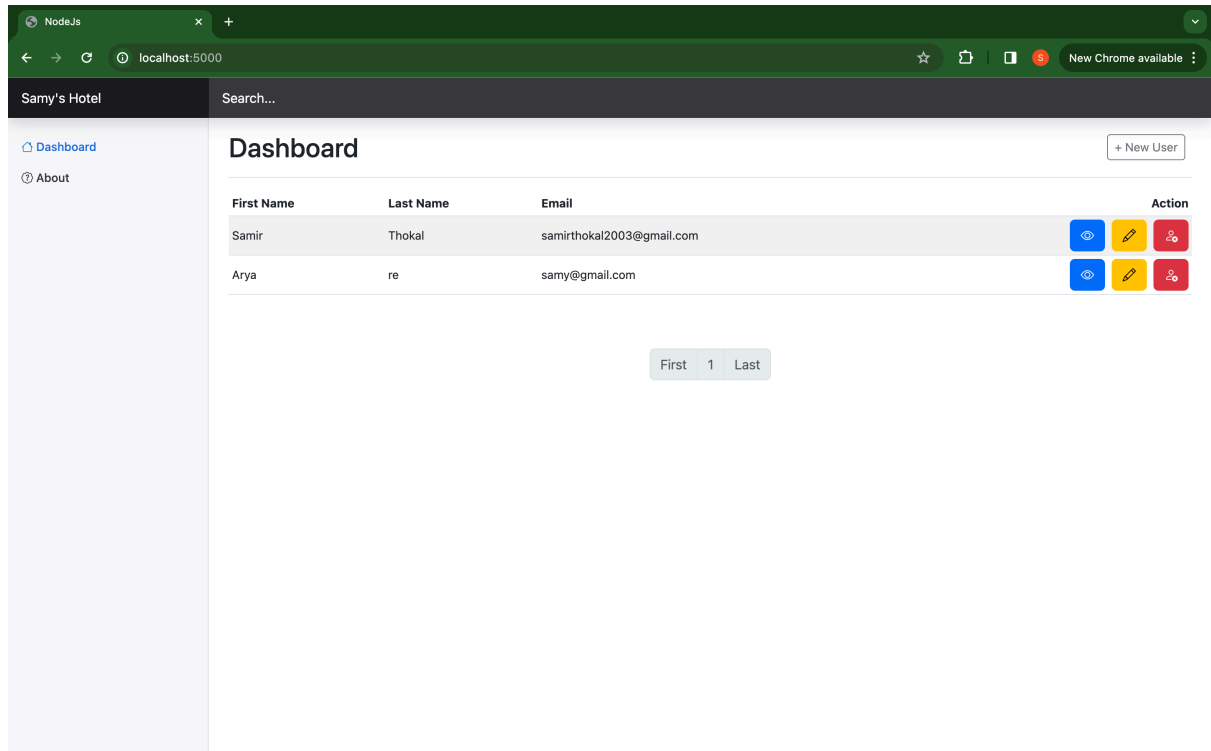 NodeJs
localhost:5000
S
New Chrome available
Samy's Hotel
Search...
Dashboard
About
Dashboard
+ New User
First Name Last Name Email Action
Samir Thokal samirthokal2003@gmail.com
Arya re samy@gmail.com
First 1 Last